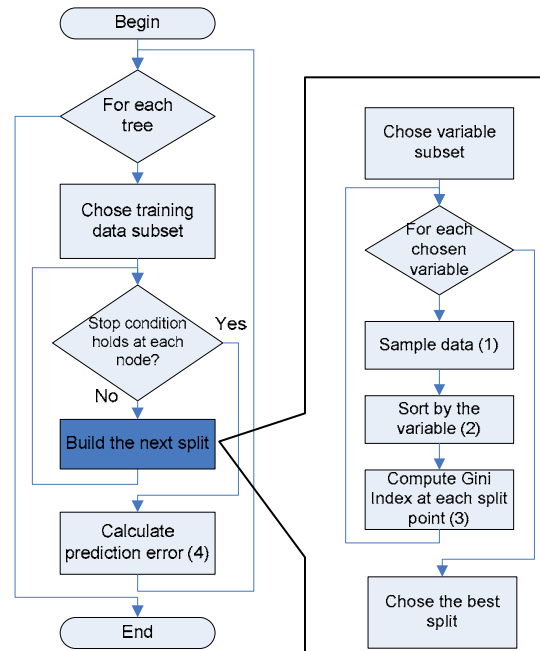 Begin
For each
tree
Chose training
data subset
Stop condition
holds at each
node?
Yes
No
Build the next split
Calculate
prediction error (4)
End
Chose variable
subset
For each
chosen
variable
Sample data (1)
Sort by the
variable (2)
Compute Gini
Index at each split
point (3)
Chose the best
split